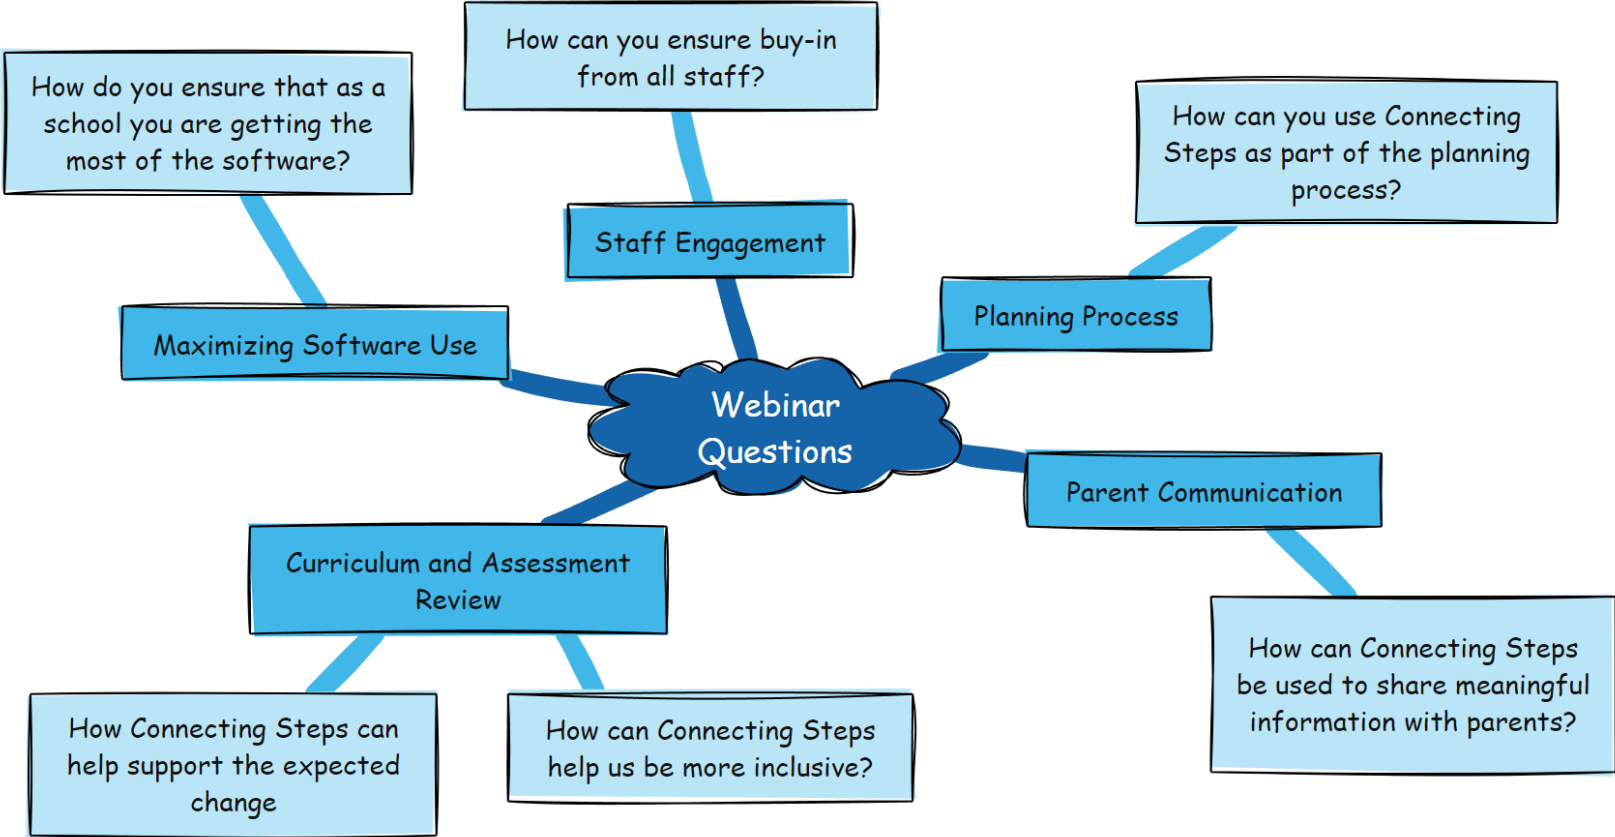 How can you ensure buy-in
from all staff?
How do you ensure that as a
school you are getting the
most of the software?
How can you use Connecting
Steps as part of the planning
process?
Staff Engagement
Planning Process
Maximizing Software Use
Webinar
Questions
Parent Communication
Curriculum and Assessment
Review
How can Connecting Steps
be used to share meaningful
information with parents?
How Connecting Steps can
help support the expected
change
How can Connecting Steps
help us be more inclusive?